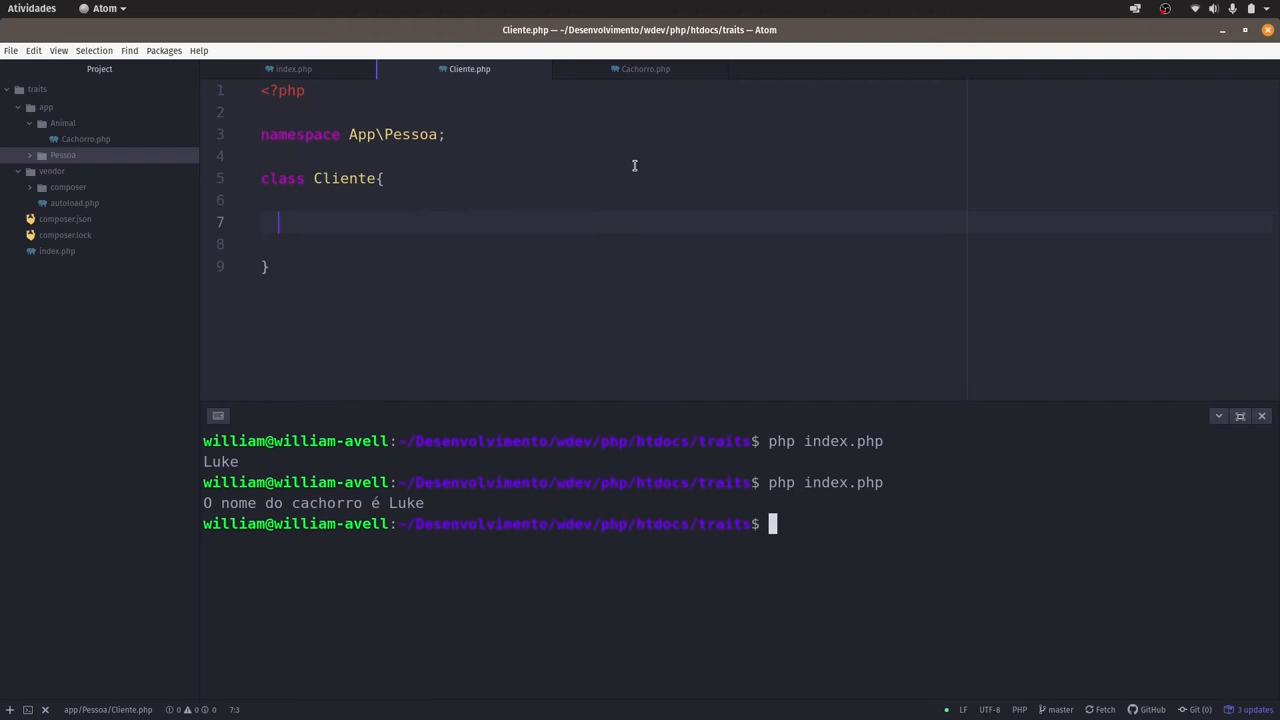 Atividades Atom
Cliente.php — ~/Desenvolvimento/wdev/php/htdocs/traits — Atom
File Edit View Selection Find Packages Help
Project index.php Cliente.php Cachorro.php
traits
app
Animal
Cachorro.php
Pessoa
vendor
composer
autoload.php
composer.json
composer.lock
index.php
1 <?php
2
3 namespace App\Pessoa;
4
5 class Cliente{
6
7
8
9 }
william@william-avell:~/Desenvolvimento/wdev/php/htdocs/traits$ php index.php
Luke
william@william-avell:~/Desenvolvimento/wdev/php/htdocs/traits$ php index.php
O nome do cachorro é Luke
william@william-avell:~/Desenvolvimento/wdev/php/htdocs/traits$
app/Pessoa/Cliente.php 0 0 0 7:3 LF UTF-8 PHP master Fetch GitHub Git (0) 3 updates